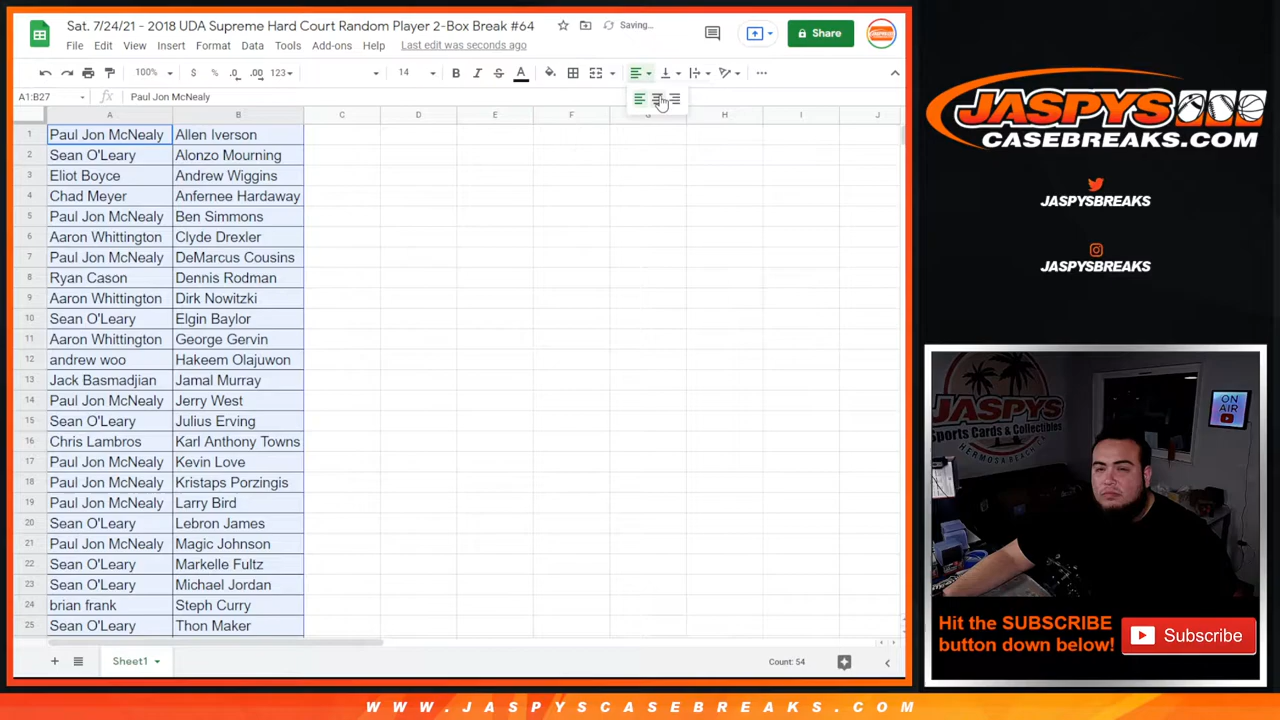 Sat. 7/24/21 - 2018 UDA Supreme Hard Court Random Player 2-Box Break #64
Saving...
File Edit View Insert Format Data Tools Add-ons Help Last edit was seconds ago
Share
100% $ % .0 .00 123 14 B I S A
A1:B27 fx Paul Jon McNealy
A B C D E F G H I J
1 Paul Jon McNealy Allen Iverson
2 Sean O'Leary Alonzo Mourning
3 Eliot Boyce Andrew Wiggins
4 Chad Meyer Anfernee Hardaway
5 Paul Jon McNealy Ben Simmons
6 Aaron Whittington Clyde Drexler
7 Paul Jon McNealy DeMarcus Cousins
8 Ryan Cason Dennis Rodman
9 Aaron Whittington Dirk Nowitzki
10 Sean O'Leary Elgin Baylor
11 Aaron Whittington George Gervin
12 andrew woo Hakeem Olajuwon
13 Jack Basmadjian Jamal Murray
14 Paul Jon McNealy Jerry West
15 Sean O'Leary Julius Erving
16 Chris Lambros Karl Anthony Towns
17 Paul Jon McNealy Kevin Love
18 Paul Jon McNealy Kristaps Porzingis
19 Paul Jon McNealy Larry Bird
20 Sean O'Leary Lebron James
21 Paul Jon McNealy Magic Johnson
22 Sean O'Leary Markelle Fultz
23 Sean O'Leary Michael Jordan
24 brian frank Steph Curry
25 Sean O'Leary Thon Maker
Sheet1
Count: 54
JASPYS
CASEBREAKS.COM
JASPYSBREAKS
JASPYSBREAKS
JASPYS
Sports Cards & Collectibles
HERMOSA BEACH
ON
AIR
Hit the SUBSCRIBE
button down below!
Subscribe
WWW.JASPYSCASEBREAKS.COM